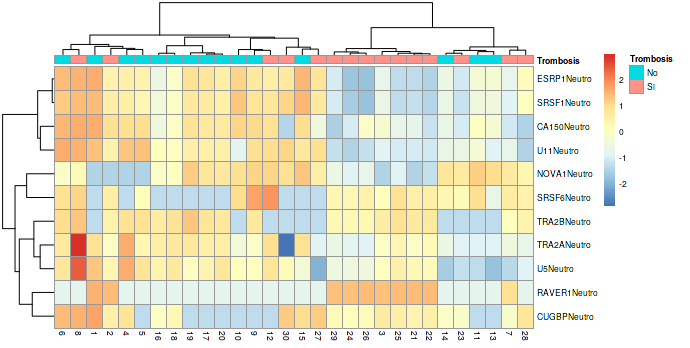 Trombosis
Trombosis
No
SI
ESRP1Neutro
SRSF1Neutro
CA150Neutro
U11Neutro
NOVA1Neutro
SRSF6Neutro
TRA2BNeutro
TRA2ANeutro
U5Neutro
RAVER1Neutro
CUGBPNeutro
2
1
0
-1
-2
6 8 1 2 4 5 16 18 19 17 20 10 9 12 30 15 27 29 24 26 3 25 21 22 14 23 11 13 7 28